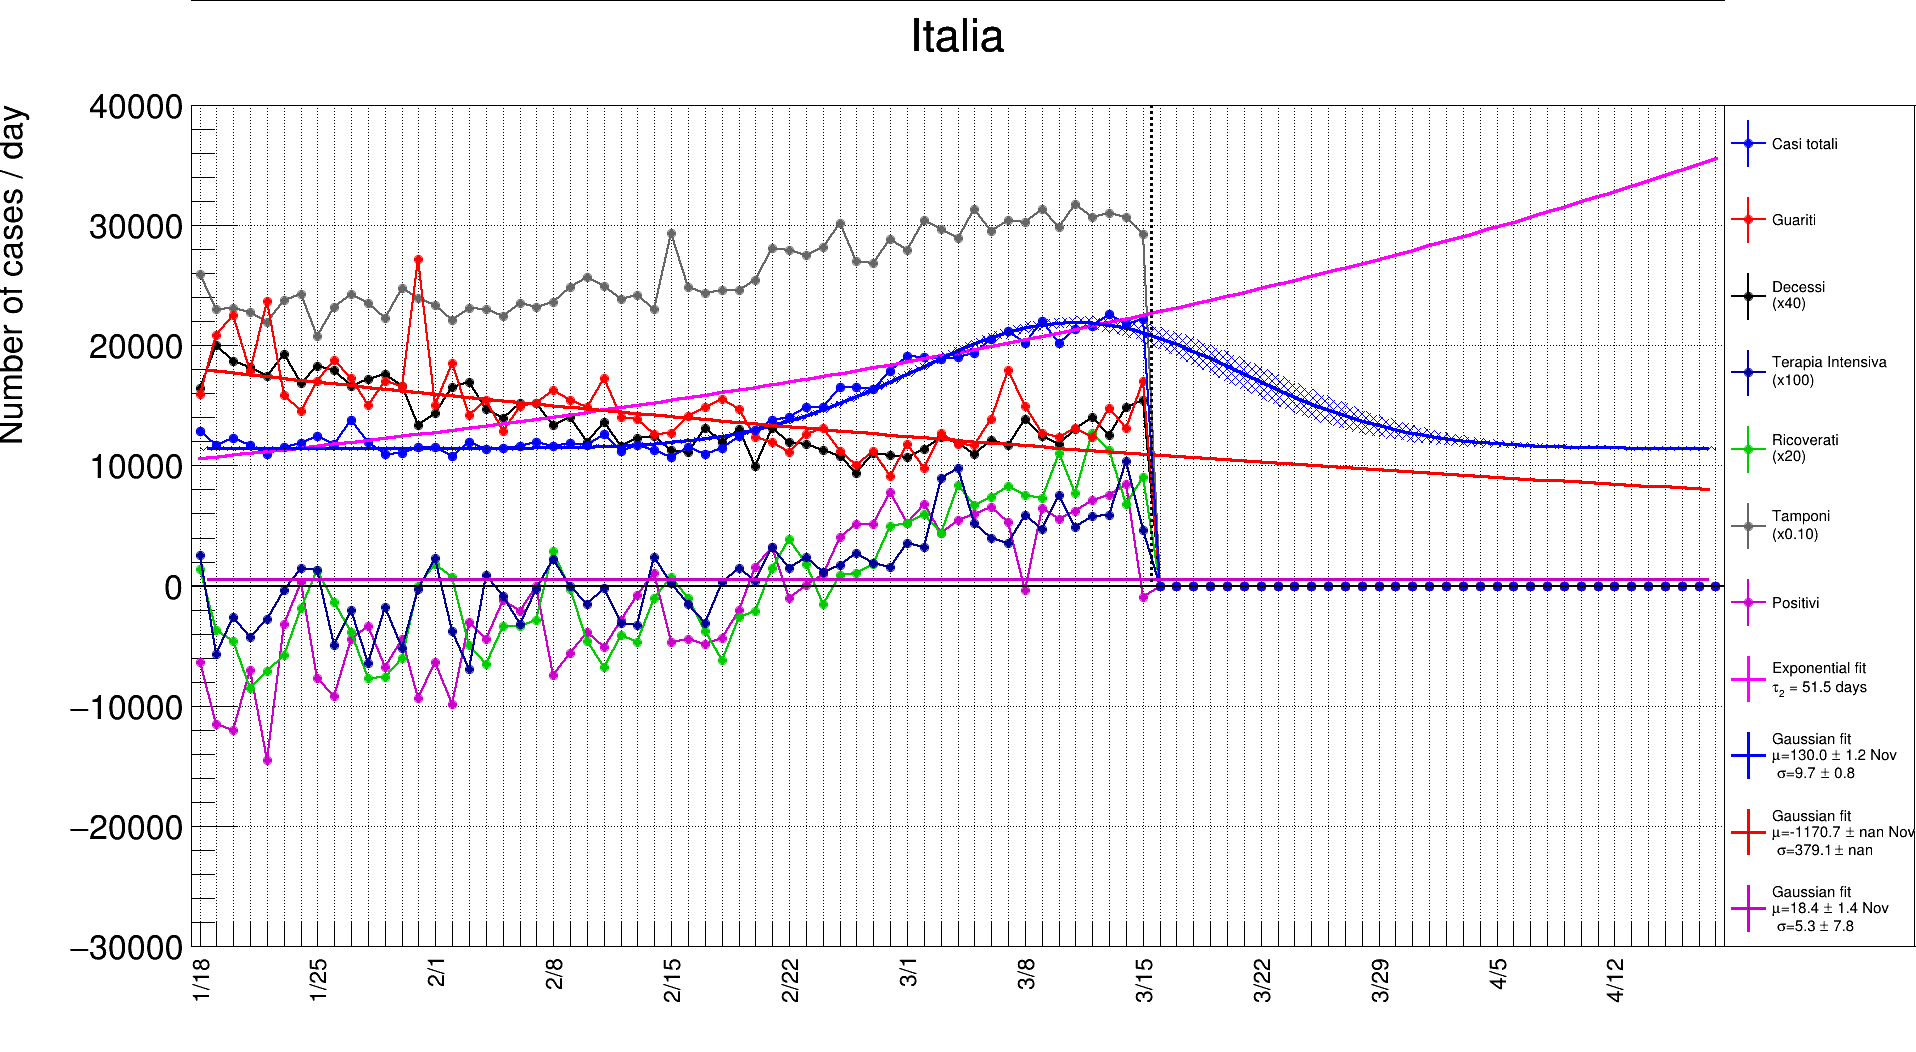 Italia
Number of cases / day
40000
30000
20000
10000
0
−10000
−20000
−30000
1/18
1/25
2/1
2/8
2/15
2/22
3/1
3/8
3/15
3/22
3/29
4/5
4/12
Casi totali
Guariti
Decessi
(x40)
Terapia Intensiva
(x100)
Ricoverati
(x20)
Tamponi
(x0.10)
Positivi
Exponential fit
τ2 = 51.5 days
Gaussian fit
μ=130.0 ± 1.2 Nov
σ=9.7 ± 0.8
Gaussian fit
μ=-1170.7 ± nan Nov
σ=379.1 ± nan
Gaussian fit
μ=18.4 ± 1.4 Nov
σ=5.3 ± 7.8